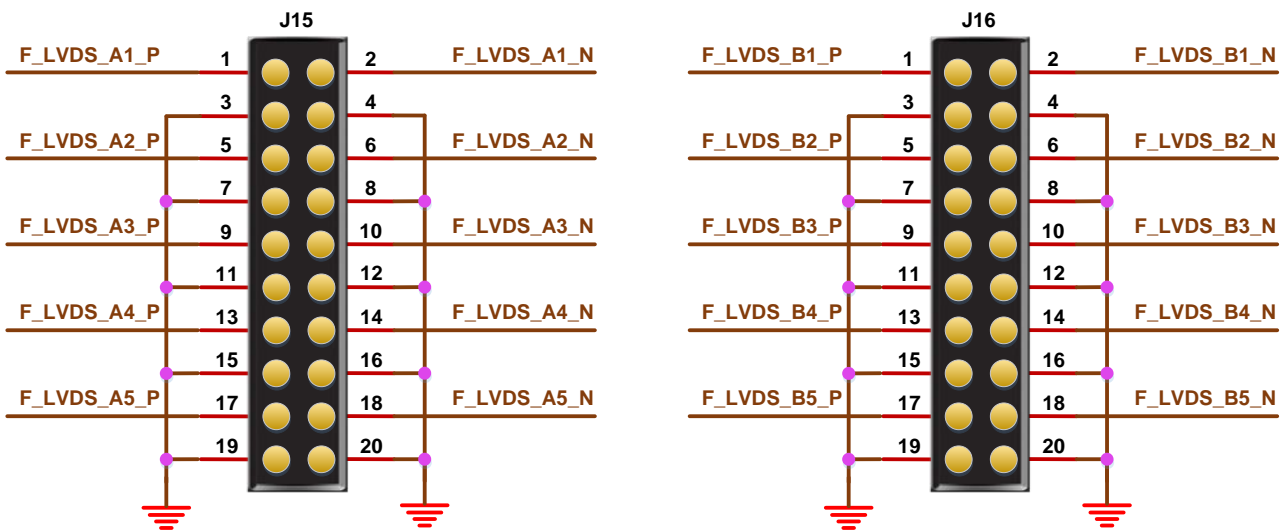 J15 J16
F_LVDS_A1_P 1 2 F_LVDS_A1_N F_LVDS_B1_P 1 2 F_LVDS_B1_N
3 4 3 4
F_LVDS_A2_P 5 6 F_LVDS_A2_N F_LVDS_B2_P 5 6 F_LVDS_B2_N
7 8 7 8
F_LVDS_A3_P 9 10 F_LVDS_A3_N F_LVDS_B3_P 9 10 F_LVDS_B3_N
11 12 11 12
F_LVDS_A4_P 13 14 F_LVDS_A4_N F_LVDS_B4_P 13 14 F_LVDS_B4_N
15 16 15 16
F_LVDS_A5_P 17 18 F_LVDS_A5_N F_LVDS_B5_P 17 18 F_LVDS_B5_N
19 20 19 20